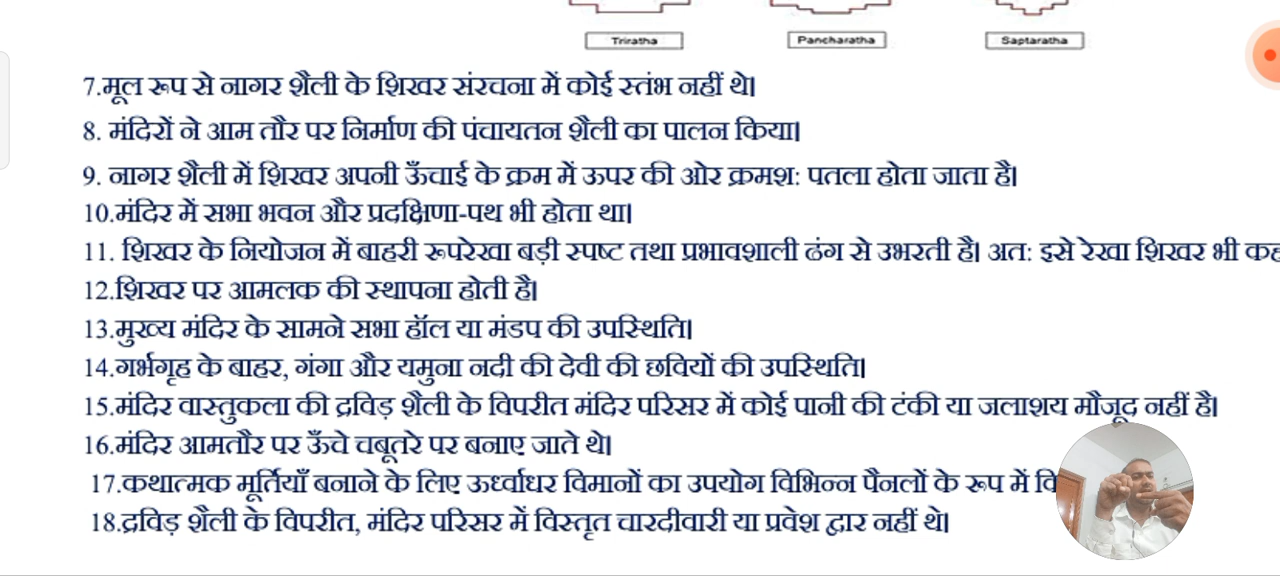 Triratha Pancharatha Saptaratha
7.मूल रूप से नागर शैली के शिखर संरचना में कोई स्तंभ नहीं थे|
8. मंदिरों ने आम तौर पर निर्माण की पंचायतन शैली का पालन किया|
9. नागर शैली में शिखर अपनी ऊँचाई के क्रम में ऊपर की ओर क्रमश: पतला होता जाता है|
10.मंदिर में सभा भवन और प्रदक्षिणा-पथ भी होता था|
11. शिखर के नियोजन में बाहरी रूपरेखा बड़ी स्पष्ट तथा प्रभावशाली ढंग से उभरती है| अत: इसे रेखा शिखर भी
12.शिखर पर आमलक की स्थापना होती है|
13.मुख्य मंदिर के सामने सभा हॉल या मंडप की उपस्थिति|
14.गर्भगृह के बाहर, गंगा और यमुना नदी की देवी की छवियों की उपस्थिति|
15.मंदिर वास्तुकला की द्रविड़ शैली के विपरीत मंदिर परिसर में कोई पानी की टंकी या जलाशय मौजूद नहीं है|
16.मंदिर आमतौर पर ऊँचे चबूतरे पर बनाए जाते थे|
17.कथात्मक मूर्तियाँ बनाने के लिए ऊर्ध्वाधर विमानों का उपयोग विभिन्न पैनलों के रूप में
18.द्रविड़ शैली के विपरीत, मंदिर परिसर में विस्तृत चारदीवारी या प्रवेश द्वार नहीं थे|